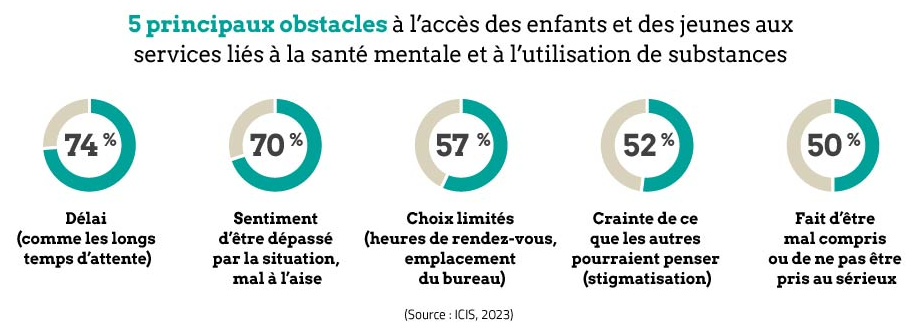 5 principaux obstacles à l’accès des enfants et des jeunes aux
services liés à la santé mentale et à l’utilisation de substances
74 %
70 %
57 %
52 %
50 %
Délai
(comme les longs
temps d’attente)
Sentiment
d’être dépassé
par la situation,
mal à l’aise
Choix limités
(heures de rendez-vous,
emplacement
du bureau)
Crainte de ce
que les autres
pourraient penser
(stigmatisation)
Fait d’être
mal compris
ou de ne pas être
pris au sérieux
(Source : ICIS, 2023)